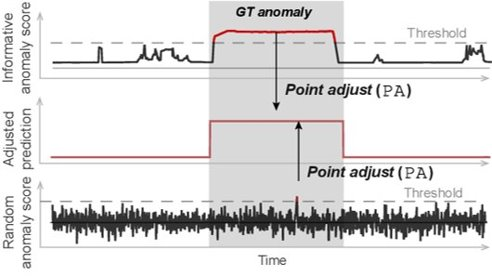 GT anomaly
Threshold
Informative
anomaly score
Point adjust (PA)
Adjusted
prediction
Point adjust (PA)
Threshold
Random
anomaly score
Time